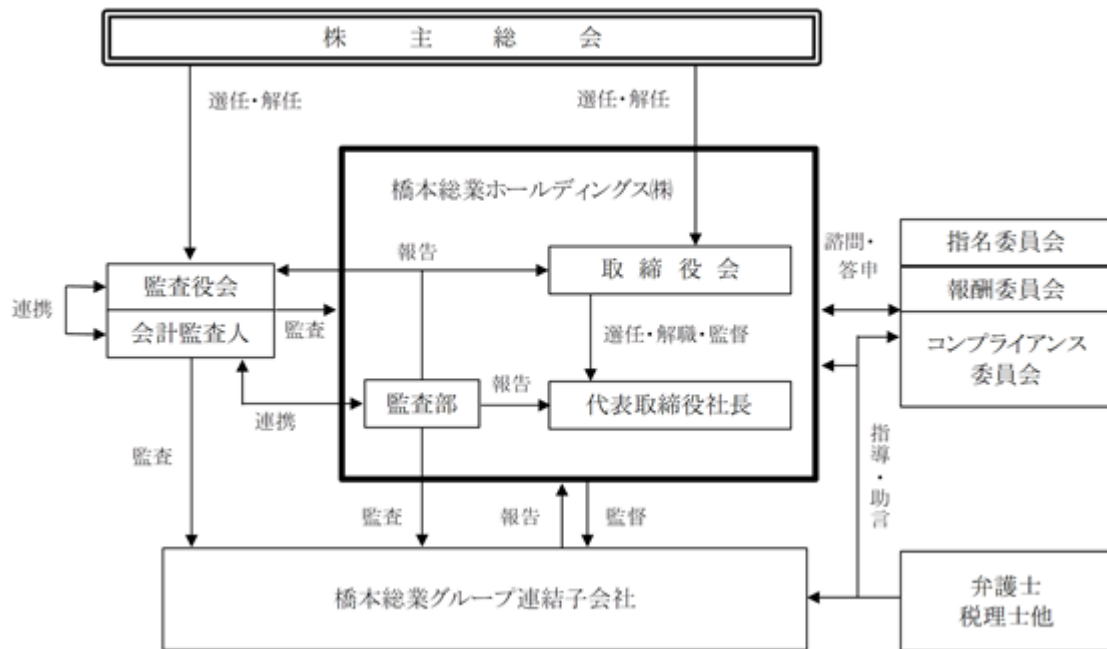 株主総会
選任・解任
選任・解任
橋本総業ホールディングス㈱
報告
取締役会
諮問・
答申
指名委員会
報酬委員会
コンプライアンス
委員会
監査役会
会計監査人
連携
監査
選任・解職・監督
連携
監査部
報告
代表取締役社長
監査
監査
報告
監督
指導・助言
橋本総業グループ連結子会社
弁護士
税理士他